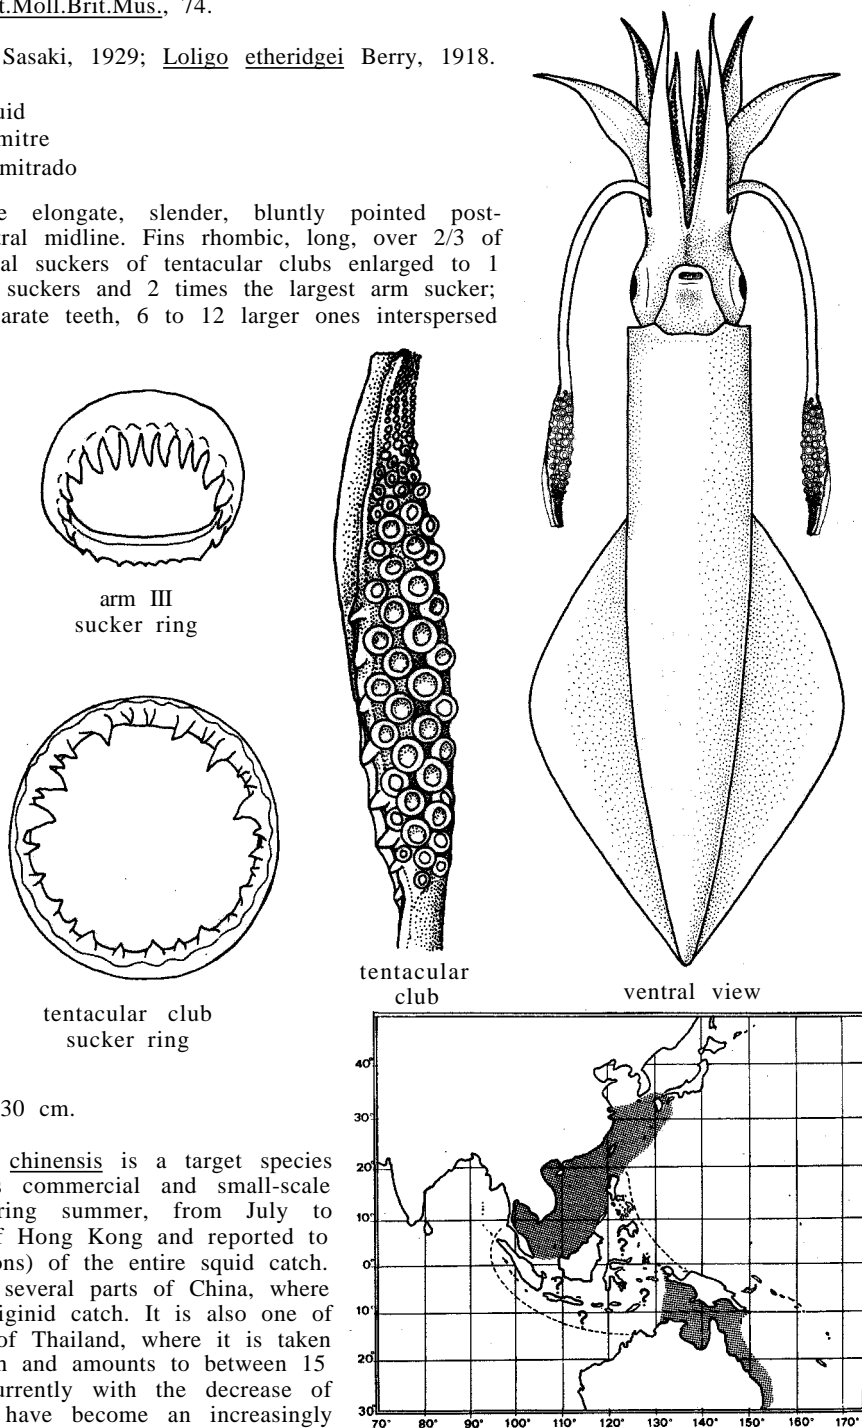 t.Moll.Brit.Mus., 74.
Sasaki, 1929; Loligo etheridgei Berry, 1918.
uid
mitre
mitrado
e elongate, slender, bluntly pointed post-
tral midline. Fins rhombic, long, over 2/3 of
al suckers of tentacular clubs enlarged to 1
suckers and 2 times the largest arm sucker;
arate teeth, 6 to 12 larger ones interspersed
arm III
sucker ring
tentacular club
sucker ring
tentacular
club
ventral view
30 cm.
chinensis is a target species
s commercial and small-scale
ring summer, from July to
f Hong Kong and reported to
ons) of the entire squid catch.
several parts of China, where
iginid catch. It is also one of
of Thailand, where it is taken
n and amounts to between 15
urrently with the decrease of
have become an increasingly
40°
30°
20°
10°
0°
10°
20°
30
?
?
?
?
70° 80° 90° 100° 110° 120° 130° 140° 150° 160° 170°